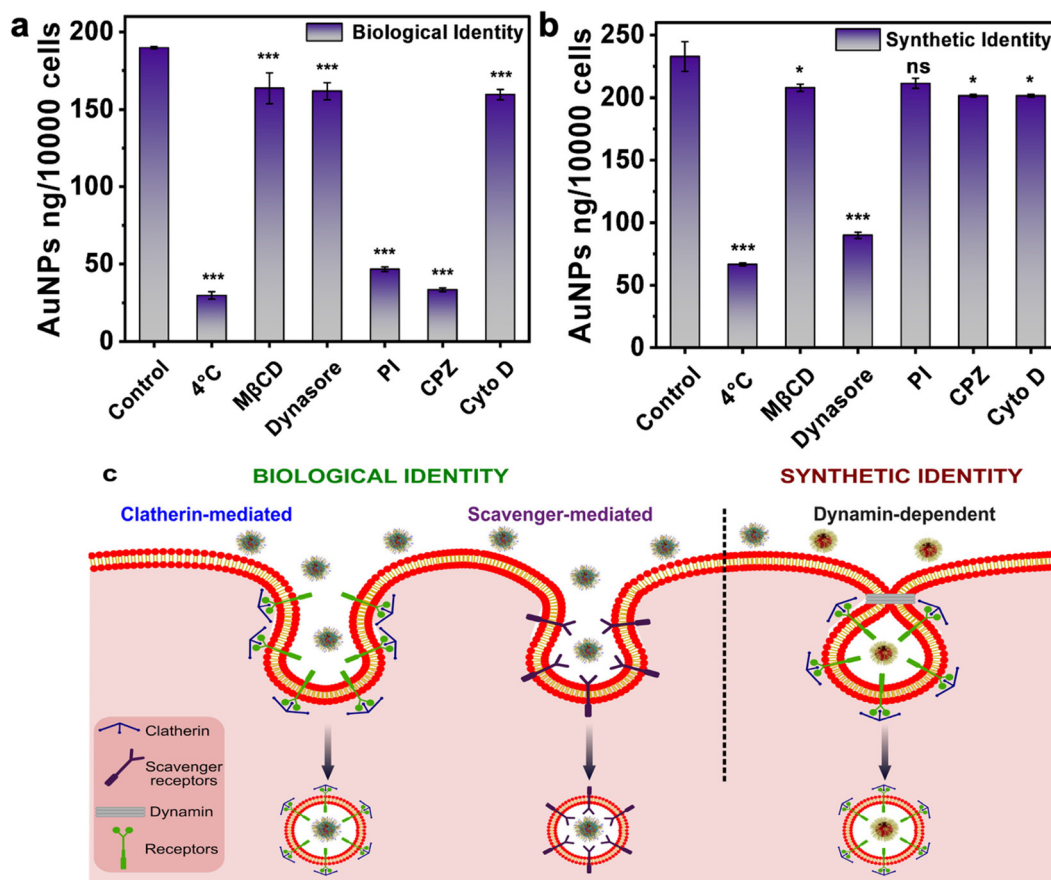 a
Biological Identity
AuNPs ng/10000 cells
200
150
100
50
0
***
***
***
***
***
***
Control
4°C
MβCD
Dynasore
PI
CPZ
Cyto D
b
Synthetic Identity
AuNPs ng/10000 cells
250
200
150
100
50
0
***
*
***
ns
*
*
Control
4°C
MβCD
Dynasore
PI
CPZ
Cyto D
c
BIOLOGICAL IDENTITY
SYNTHETIC IDENTITY
Clatherin-mediated
Scavenger-mediated
Dynamin-dependent
Clatherin
Scavenger
receptors
Dynamin
Receptors